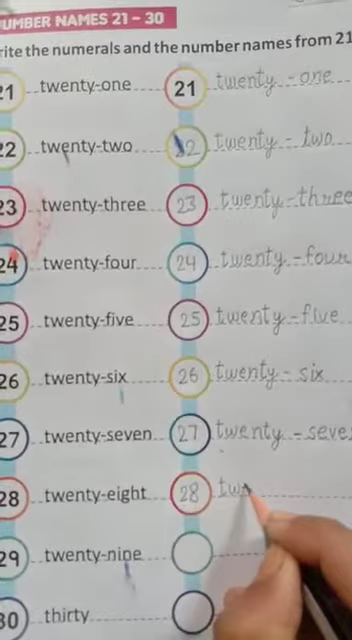 NUMBER NAMES 21 - 30
rite the numerals and the number names from 21
21 twenty-one 21 twenty - one
22 twenty-two 22 twenty - two
23 twenty-three 23 twenty-three
24 twenty-four 24 twenty-four
25 twenty-five 25 twenty-five
26 twenty-six 26 twenty - six
27 twenty-seven 27 twenty-seve
28 twenty-eight 28 tw
29 twenty-nine
30 thirty